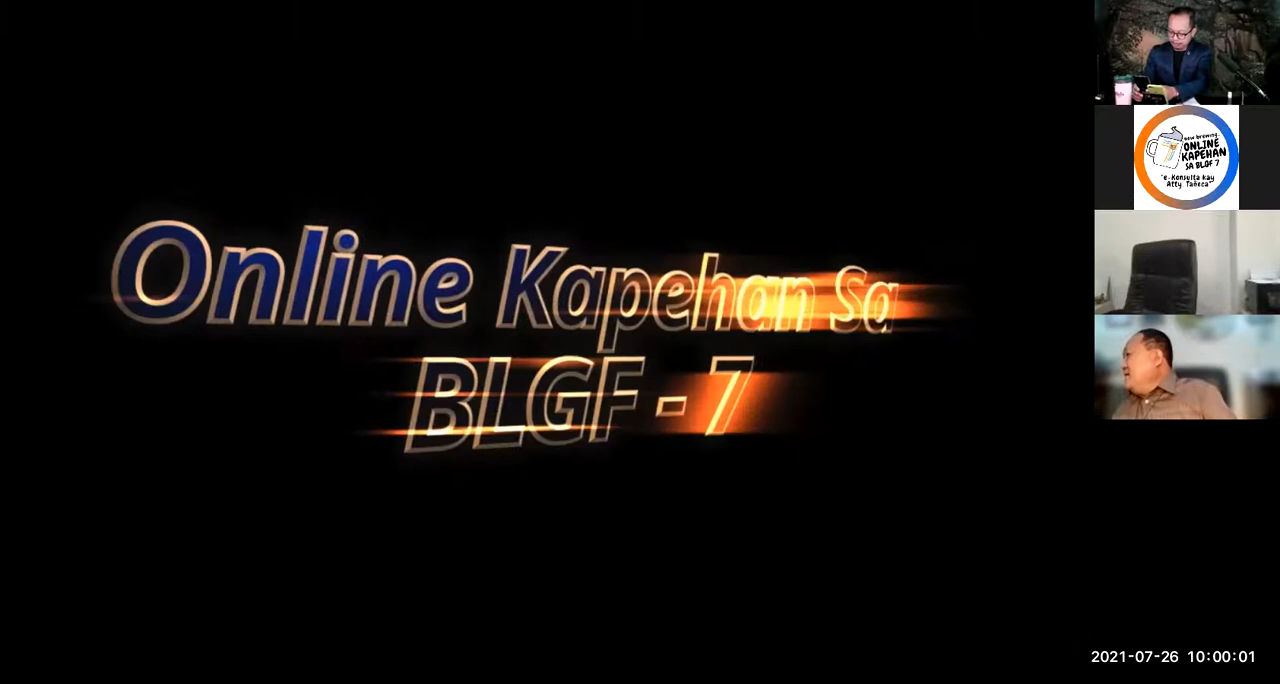 Online Kapehan Sa
BLGF - 7
now brewing..
ONLINE
KAPEHAN
SA BLGF 7
"e-Konsulta kay
Atty. Tañeca"
2021-07-26 10:00:01